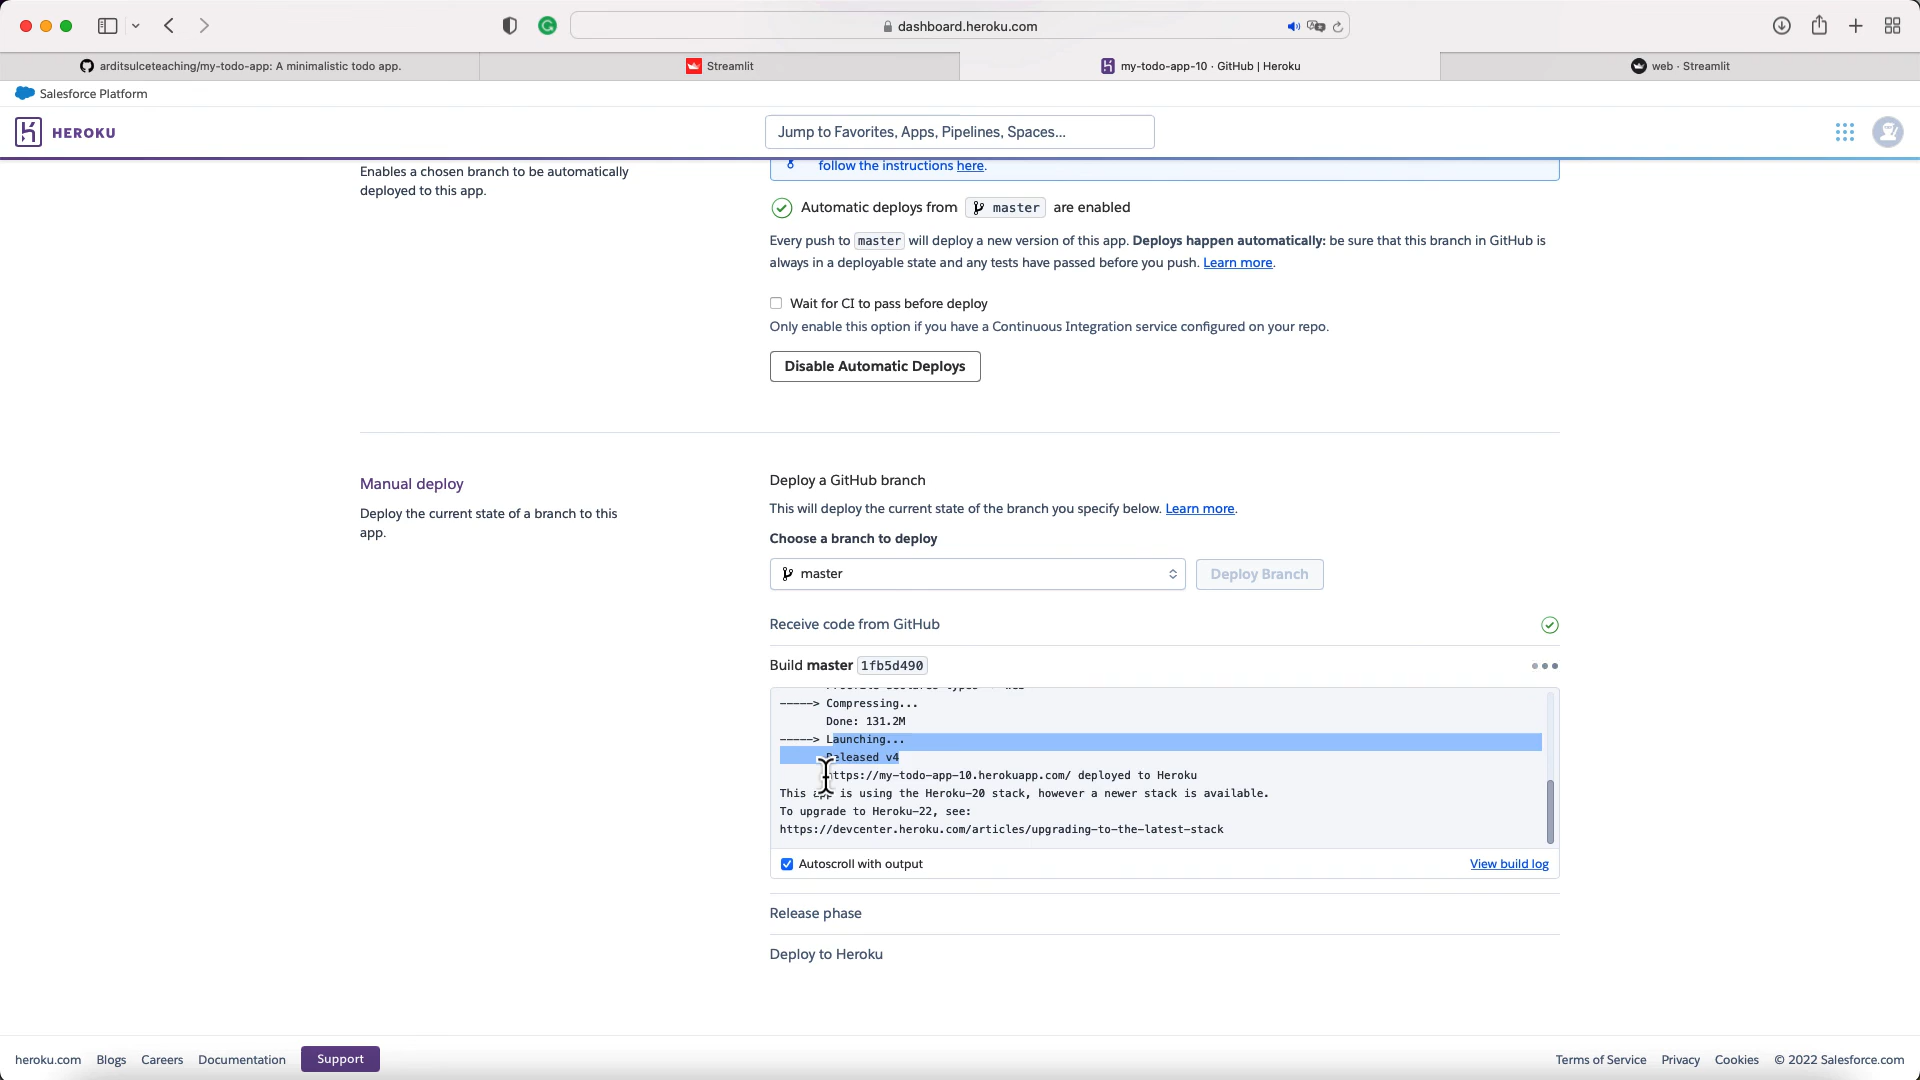 dashboard.heroku.com
arditsulceteaching/my-todo-app: A minimalistic todo app.
Streamlit
my-todo-app-10 · GitHub | Heroku
web · Streamlit
Salesforce Platform
HEROKU
Jump to Favorites, Apps, Pipelines, Spaces...
Enables a chosen branch to be automatically
deployed to this app.
follow the instructions here.
Automatic deploys from master are enabled
Every push to master will deploy a new version of this app. Deploys happen automatically: be sure that this branch in GitHub is
always in a deployable state and any tests have passed before you push. Learn more.
Wait for CI to pass before deploy
Only enable this option if you have a Continuous Integration service configured on your repo.
Disable Automatic Deploys
Manual deploy
Deploy the current state of a branch to this
app.
Deploy a GitHub branch
This will deploy the current state of the branch you specify below. Learn more.
Choose a branch to deploy
master
Deploy Branch
Receive code from GitHub
Build master 1fb5d490
-----> Compressing...
Done: 131.2M
-----> Launching...
Released v4
https://my-todo-app-10.herokuapp.com/ deployed to Heroku
This app is using the Heroku-20 stack, however a newer stack is available.
To upgrade to Heroku-22, see:
https://devcenter.heroku.com/articles/upgrading-to-the-latest-stack
Autoscroll with output
View build log
Release phase
Deploy to Heroku
heroku.com
Blogs
Careers
Documentation
Support
Terms of Service
Privacy
Cookies
© 2022 Salesforce.com